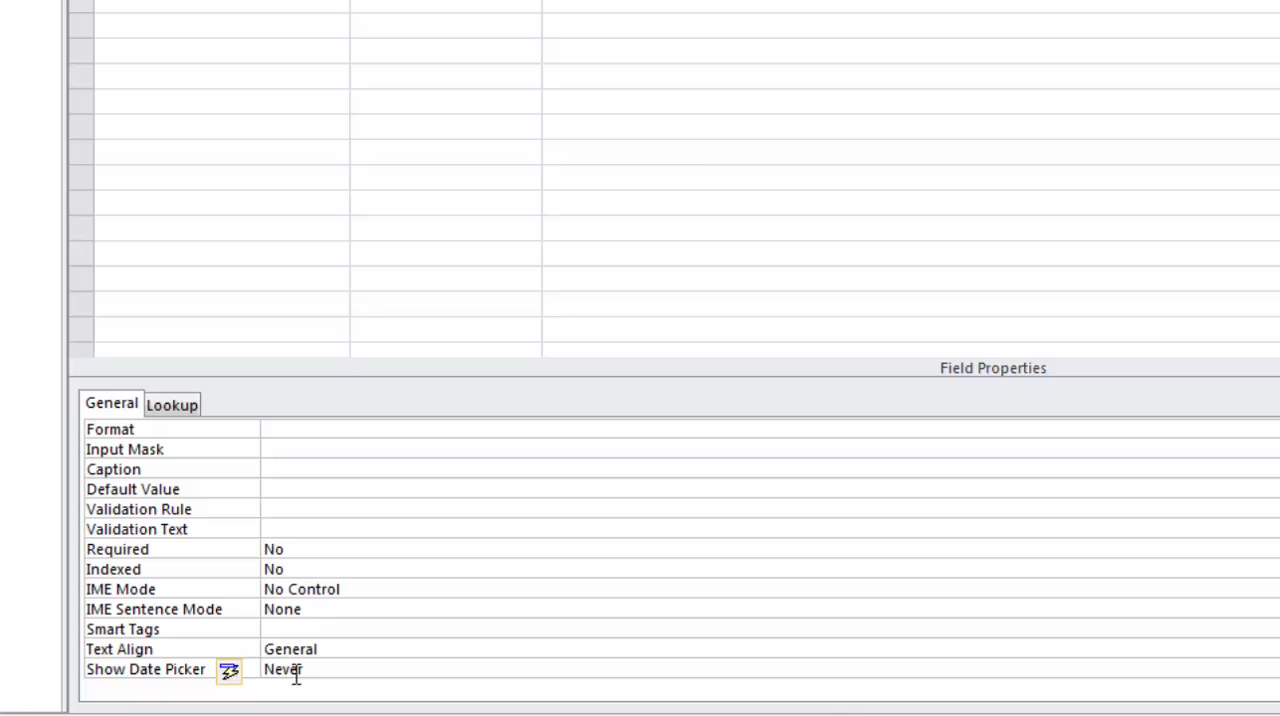 Field Properties
General Lookup
Format
Input Mask
Caption
Default Value
Validation Rule
Validation Text
Required No
Indexed No
IME Mode No Control
IME Sentence Mode None
Smart Tags
Text Align General
Show Date Picker Never